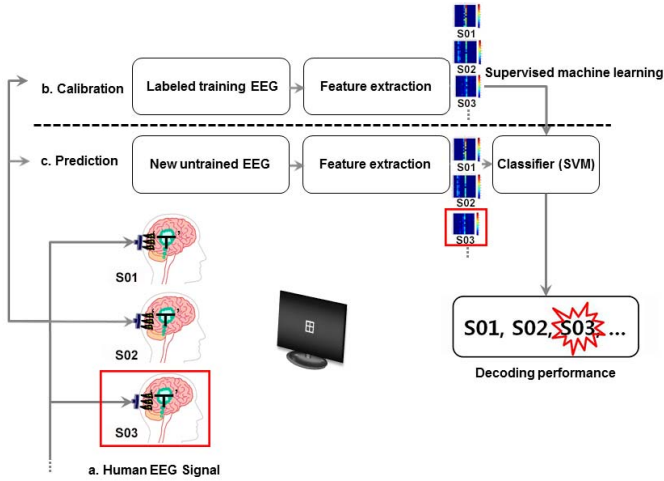 S01
S02
S03
b. Calibration
Labeled training EEG
Feature extraction
Supervised machine learning
c. Prediction
New untrained EEG
Feature extraction
S01
S02
S03
Classifier (SVM)
S01
S02
S03
a. Human EEG Signal
S01, S02, S03, ...
Decoding performance